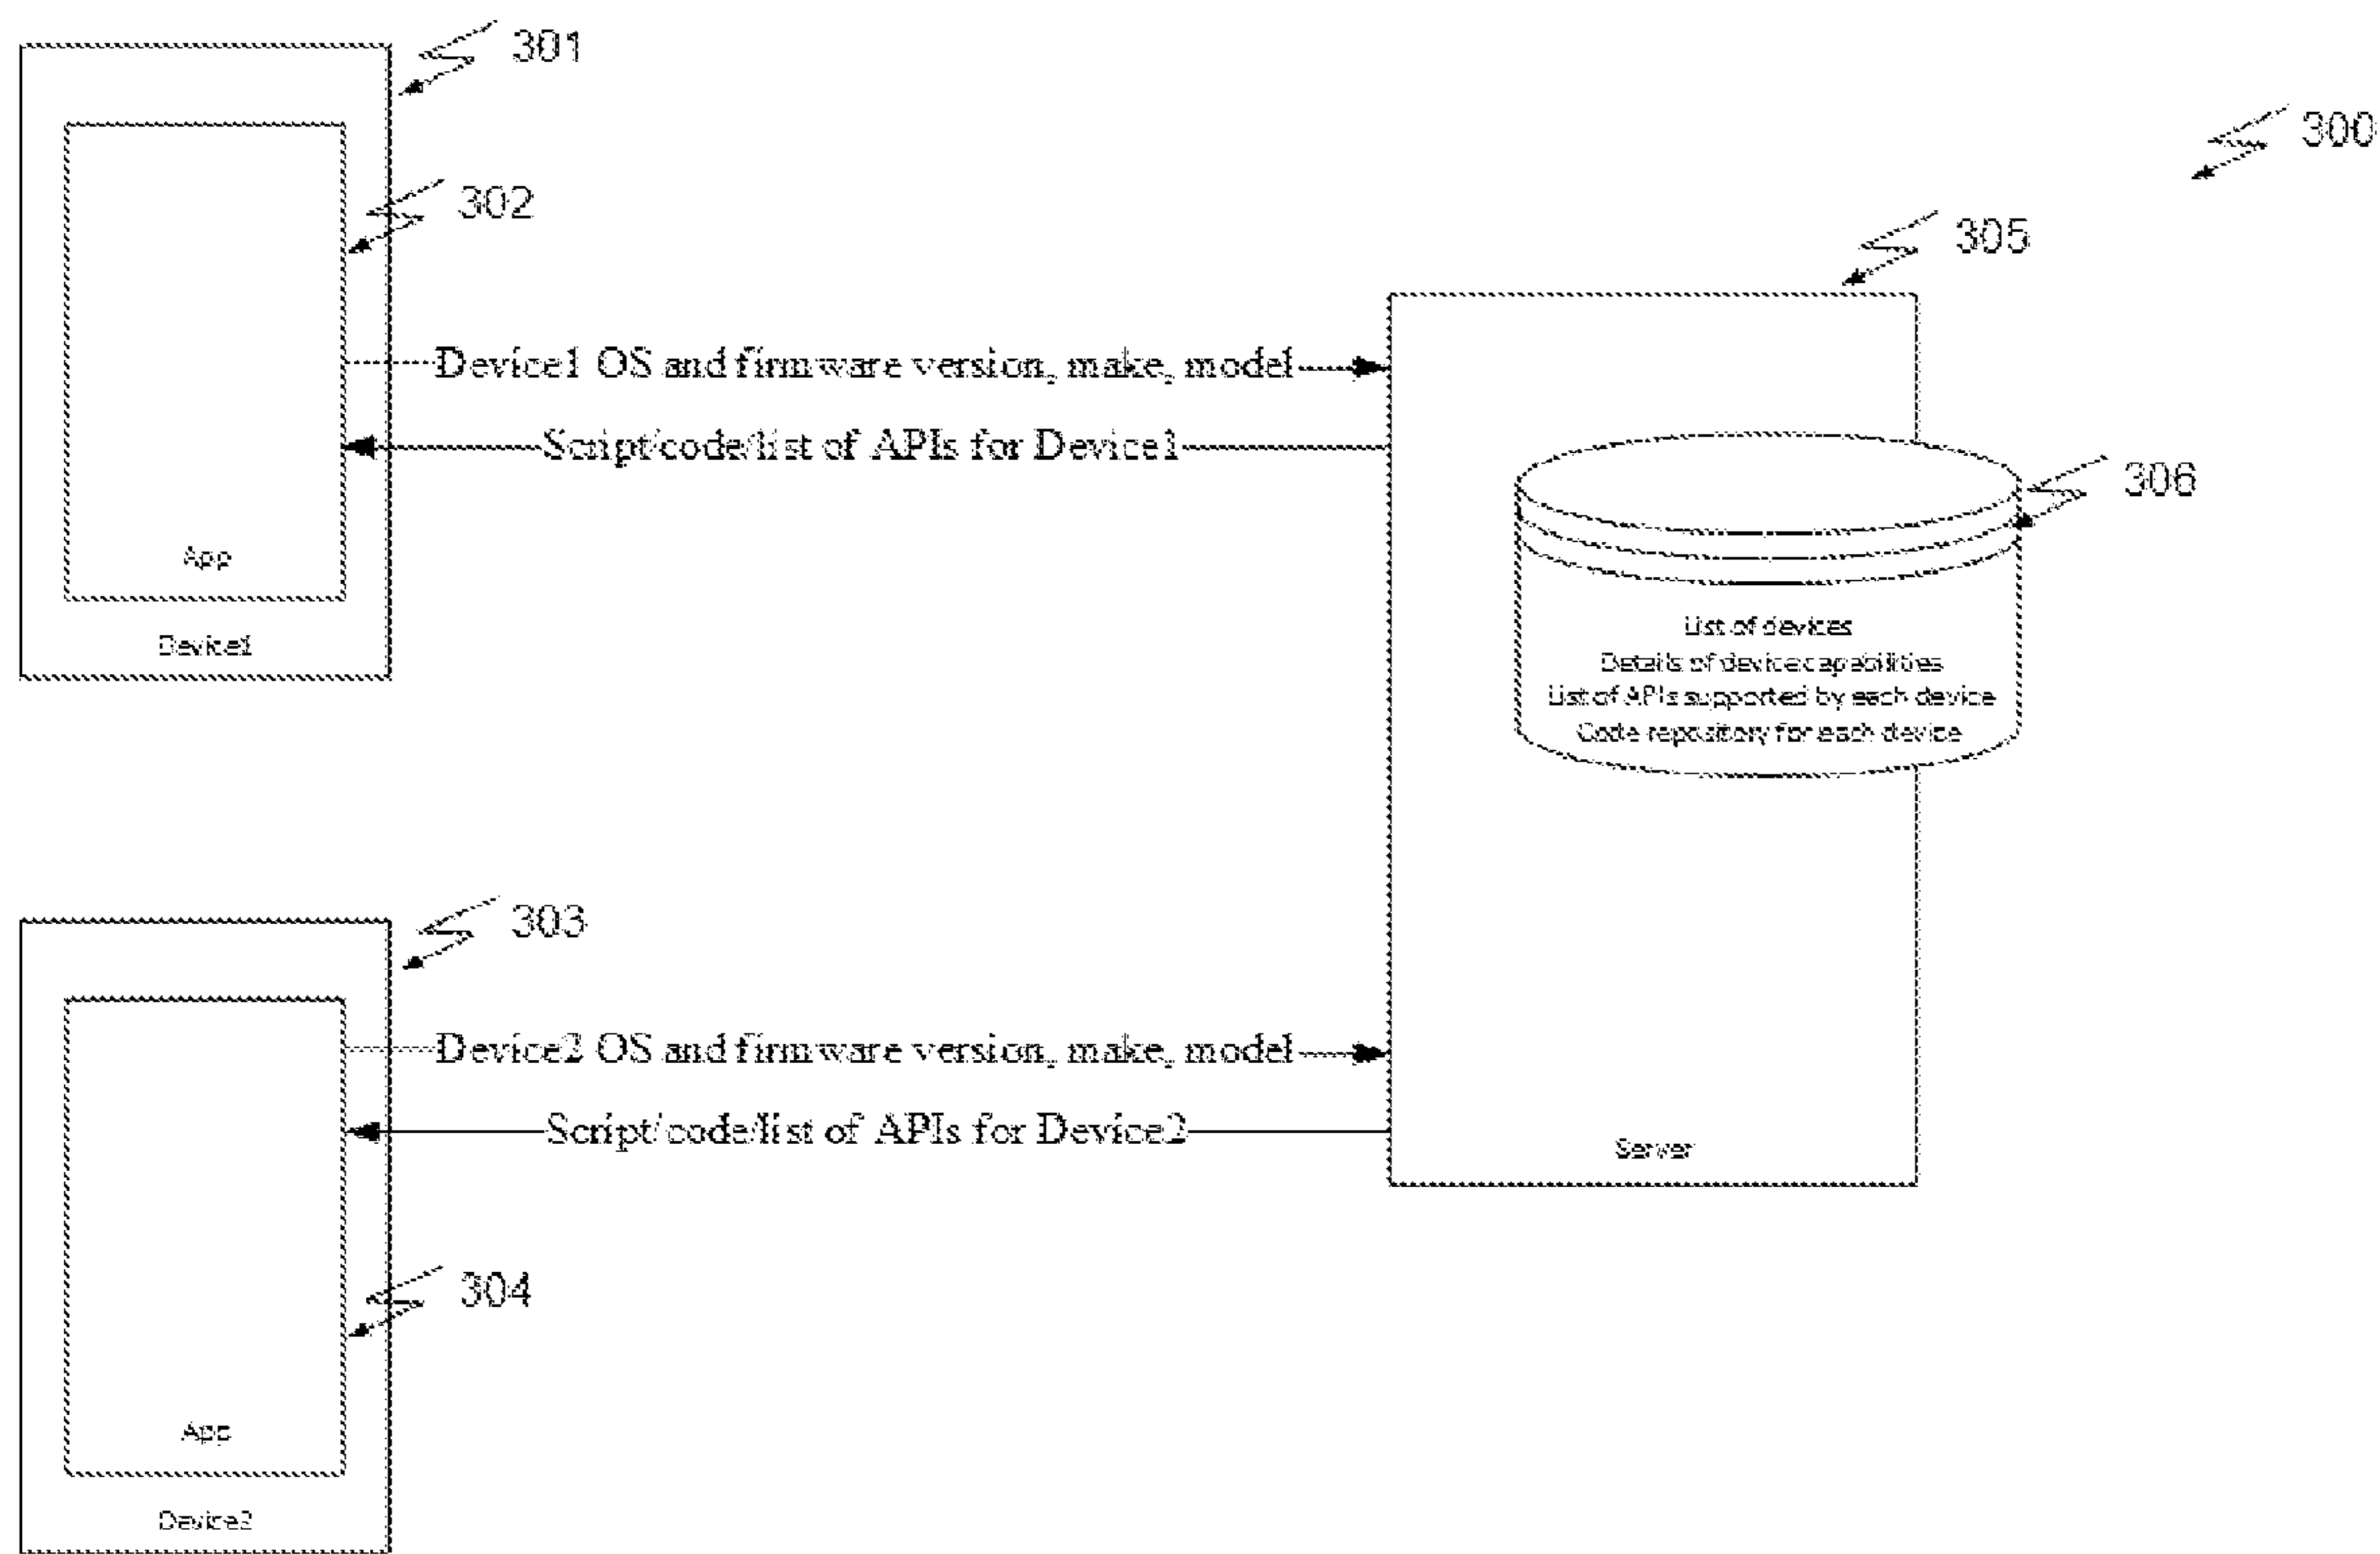 301
300
302
305
Device1 OS and firmware version, make, model
Script/code/list of APIs for Device1
306
App
List of devices
Device1
Details of device capabilities
List of APIs supported by each device
Code repository for each device
303
Device2 OS and firmware version, make, model
Script/code/list of APIs for Device2
Server
304
App
Device2